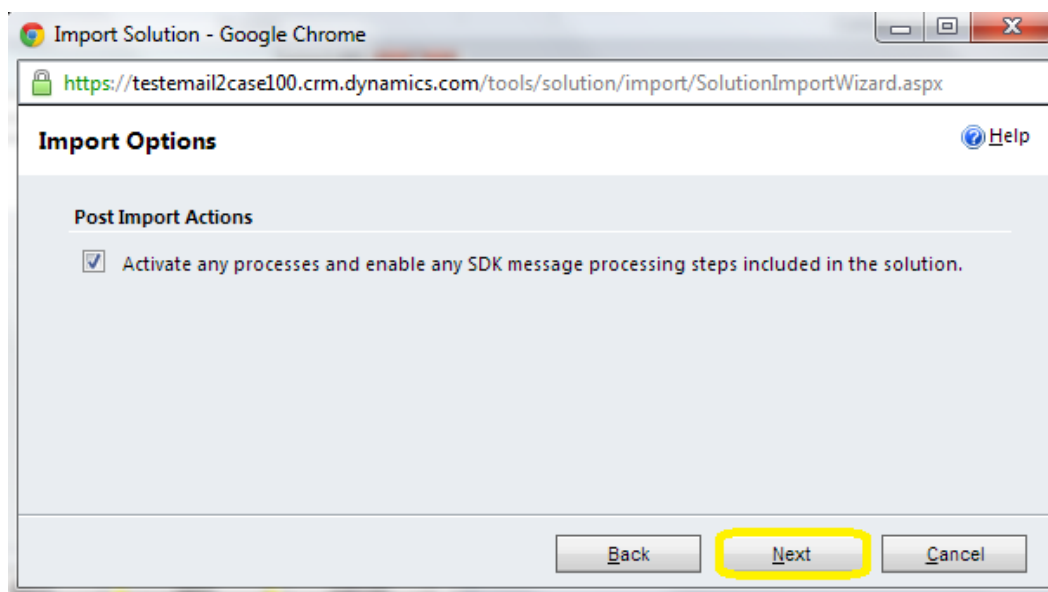 Import Solution - Google Chrome
https://testemail2case100.crm.dynamics.com/tools/solution/import/SolutionImportWizard.aspx
Import Options
Help
Post Import Actions
Activate any processes and enable any SDK message processing steps included in the solution.
Back
Next
Cancel